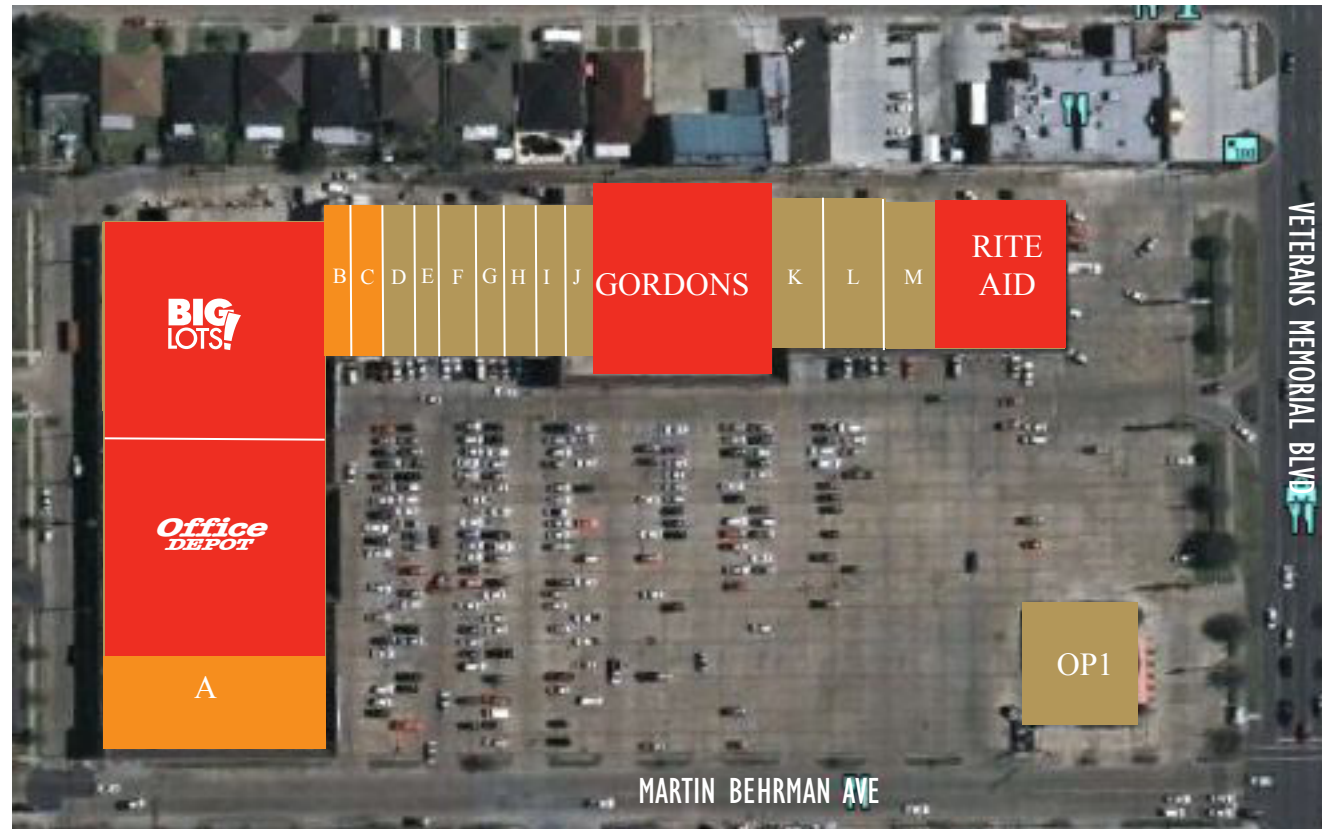 BIG
LOTS!
Office
DEPOT
A
B
C
D
E
F
G
H
I
J
GORDONS
K
L
M
RITE
AID
OP1
VETERANS MEMORIAL BLVD
MARTIN BEHRMAN AVE